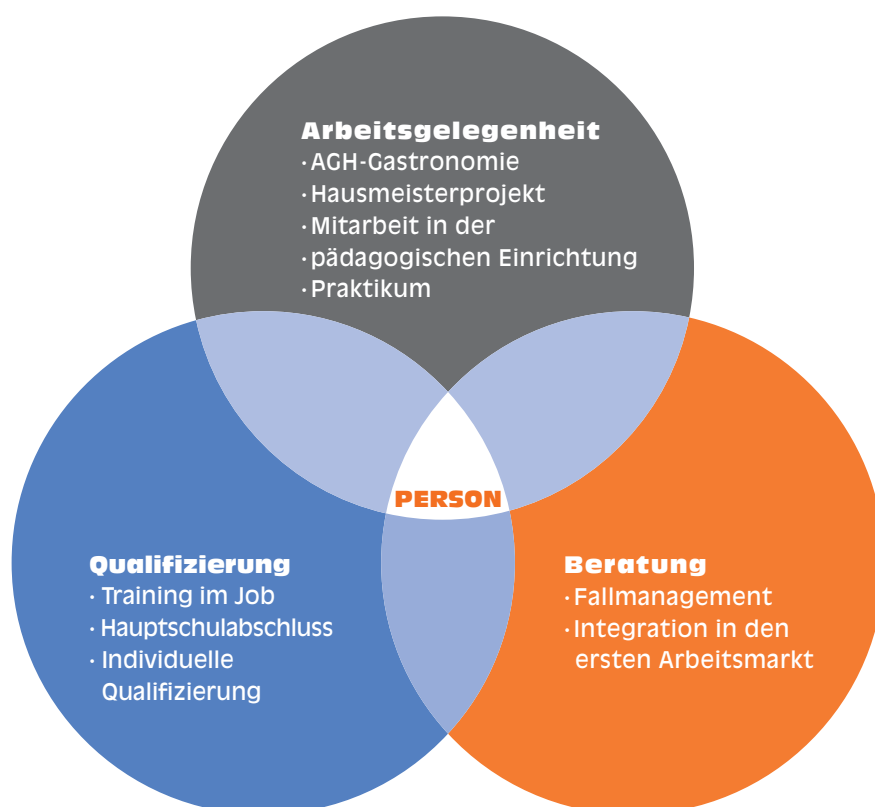 Arbeitsgelegenheit
· AGH-Gastronomie
· Hausmeisterprojekt
· Mitarbeit in der
· pädagogischen Einrichtung
· Praktikum
PERSON
Qualifizierung
· Training im Job
· Hauptschulabschluss
· Individuelle
Qualifizierung
Beratung
· Fallmanagement
· Integration in den
ersten Arbeitsmarkt